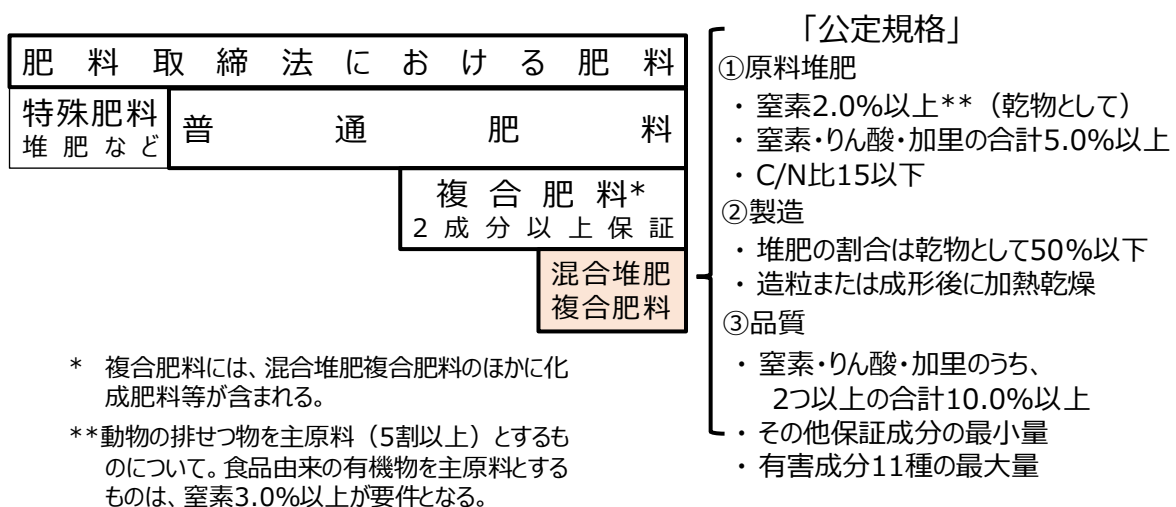 肥料取締法における肥料
特殊肥料
堆肥など
普通肥料
複合肥料*
2成分以上保証
混合堆肥
複合肥料
* 複合肥料には、混合堆肥複合肥料のほかに化
成肥料等が含まれる。
**動物の排せつ物を主原料（5割以上）とするも
のについて。食品由来の有機物を主原料とする
ものは、窒素3.0%以上が要件となる。
「公定規格」
①原料堆肥
・ 窒素2.0%以上**（乾物として）
・ 窒素・りん酸・加里の合計5.0%以上
・ C/N比15以下
②製造
・ 堆肥の割合は乾物として50%以下
・ 造粒または成形後に加熱乾燥
③品質
・ 窒素・りん酸・加里のうち、
2つ以上の合計10.0%以上
・ その他保証成分の最小量
・ 有害成分11種の最大量